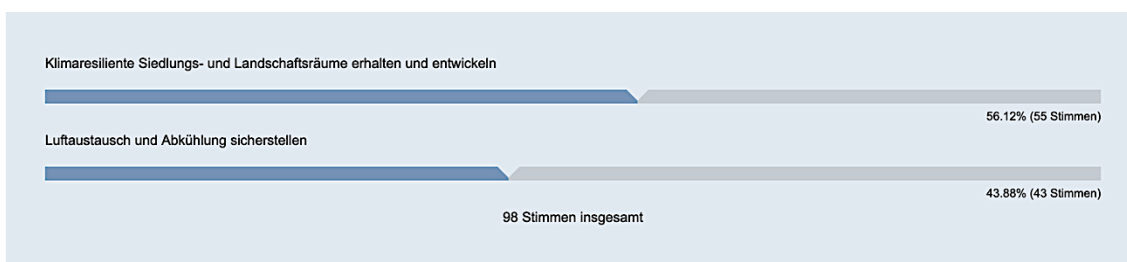 Klimaresiliente Siedlungs- und Landschaftsräume erhalten und entwickeln
56.12% (55 Stimmen)
Luftaustausch und Abkühlung sicherstellen
43.88% (43 Stimmen)
98 Stimmen insgesamt